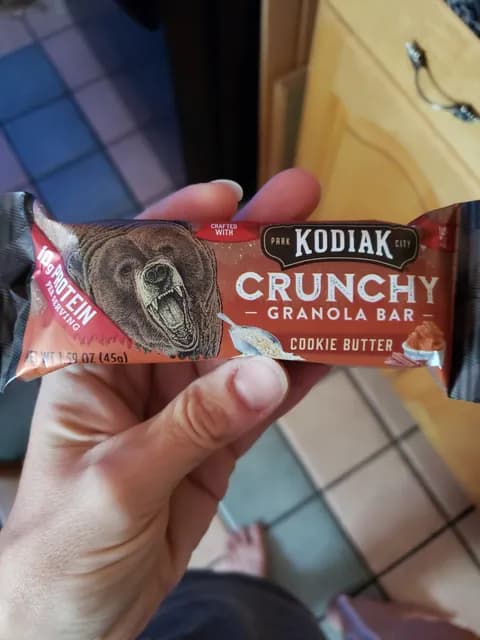 CRAFTED
WITH
PARK KODIAK CITY
CRUNCHY
GRANOLA BAR
COOKIE BUTTER
10g PROTEIN
PER SERVING
WT 1.59 OZ (45g)